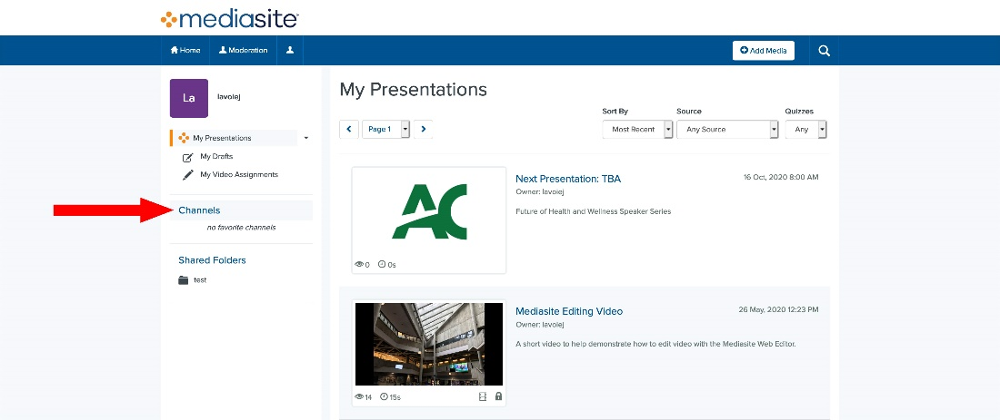 mediasite
Home
Moderation
Add Media
La
lavoiej
My Presentations
My Drafts
My Video Assignments
Channels
no favorite channels
Shared Folders
test
My Presentations
Page 1
Sort By
Most Recent
Source
Any Source
Quizzes
Any
AC
0 0s
Next Presentation: TBA
16 Oct, 2020 8:00 AM
Owner: lavoiej
Future of Health and Wellness Speaker Series
14 15s
Mediasite Editing Video
26 May, 2020 12:23 PM
Owner: lavoiej
A short video to help demonstrate how to edit video with the Mediasite Web Editor.